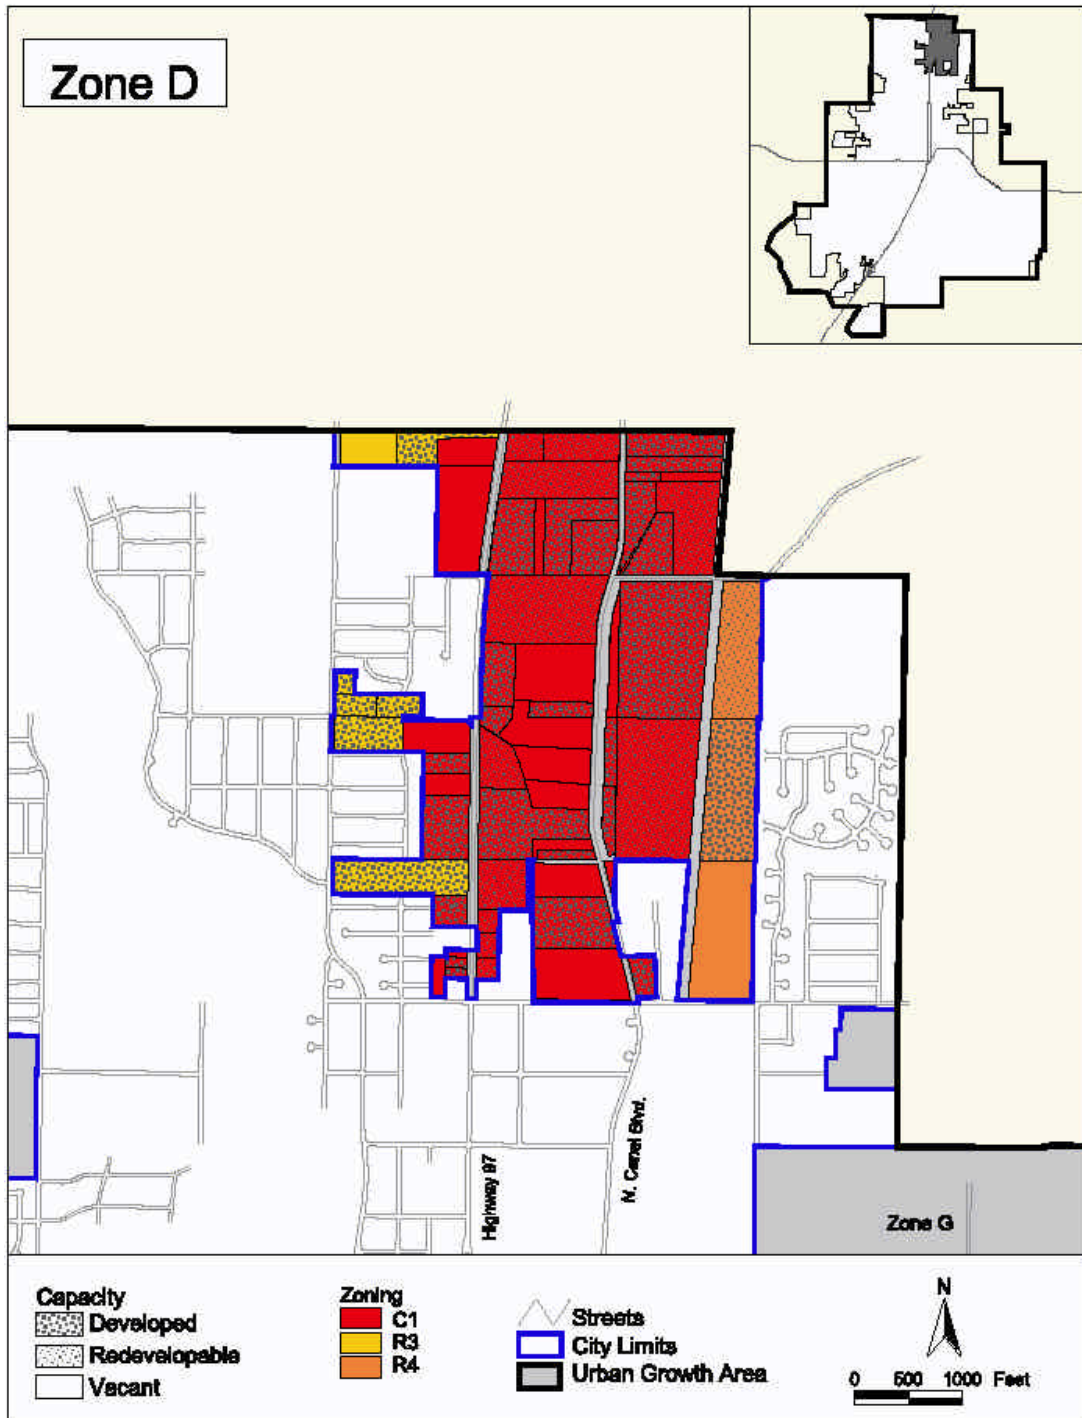 Zone D
Highway 97
N. Canal Blvd.
Zone G
Capacity
Developed
Redevelopable
Vacant
Zoning
C1
R3
R4
Streets
City Limits
Urban Growth Area
N
0 500 1000 Feet